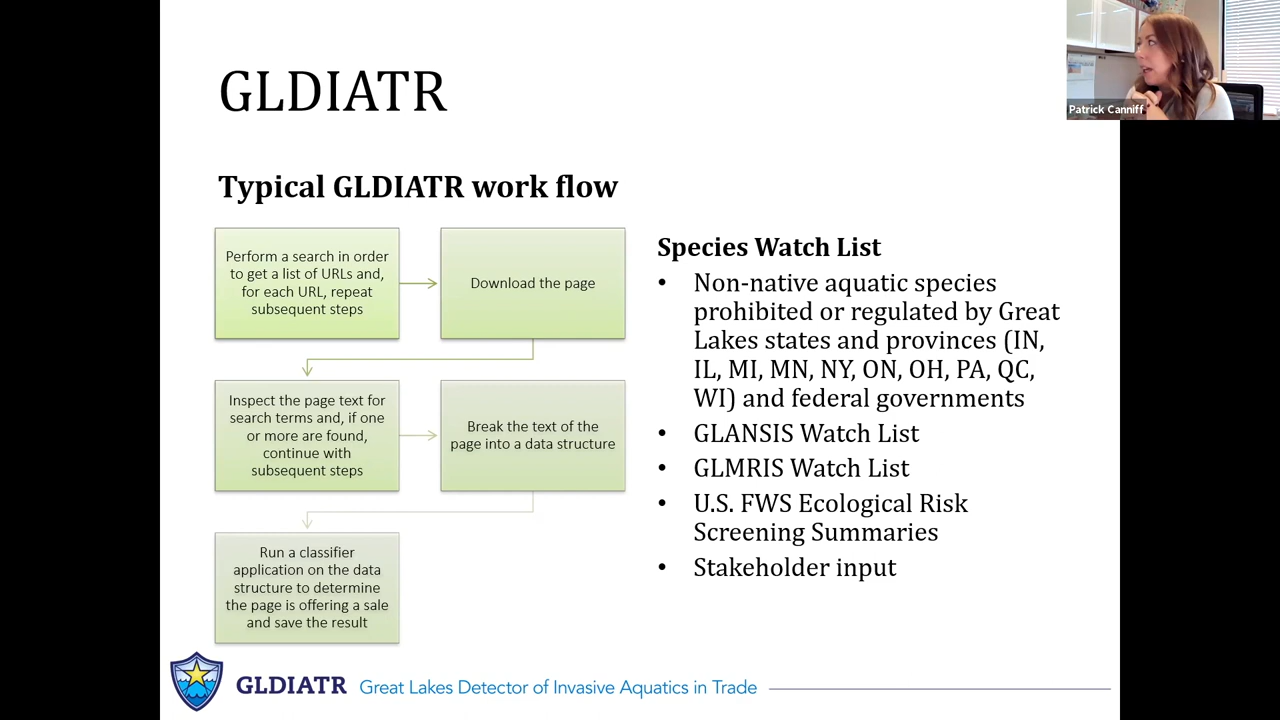 GLDIATR
Patrick Canniff
Typical GLDIATR work flow
Perform a search in order
to get a list of URLs and,
for each URL, repeat
subsequent steps
Download the page
Inspect the page text for
search terms and, if one
or more are found,
continue with
subsequent steps
Break the text of the
page into a data structure
Run a classifier
application on the data
structure to determine
the page is offering a sale
and save the result
Species Watch List
• Non-native aquatic species
prohibited or regulated by Great
Lakes states and provinces (IN,
IL, MI, MN, NY, ON, OH, PA, QC,
WI) and federal governments
• GLANSIS Watch List
• GLMRIS Watch List
• U.S. FWS Ecological Risk
Screening Summaries
• Stakeholder input
GLDIATR Great Lakes Detector of Invasive Aquatics in Trade